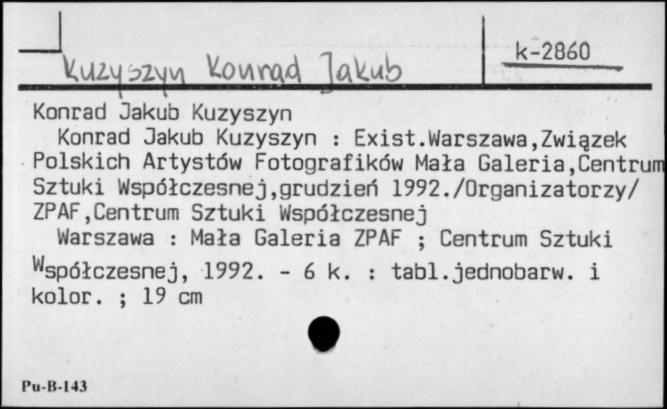 k-2860
Kuzyszyn Konrad Jakub
Konrad Jakub Kuzyszyn
Konrad Jakub Kuzyszyn : Exist.Warszawa,Związek
Polskich Artystów Fotografików Mała Galeria,Centrum
Sztuki Współczesnej,grudzień 1992./Organizatorzy/
ZPAF,Centrum Sztuki Współczesnej
Warszawa : Mała Galeria ZPAF ; Centrum Sztuki
Współczesnej, 1992. - 6 k. : tabl.jednobarw. i
kolor. ; 19 cm
Pu-B-143